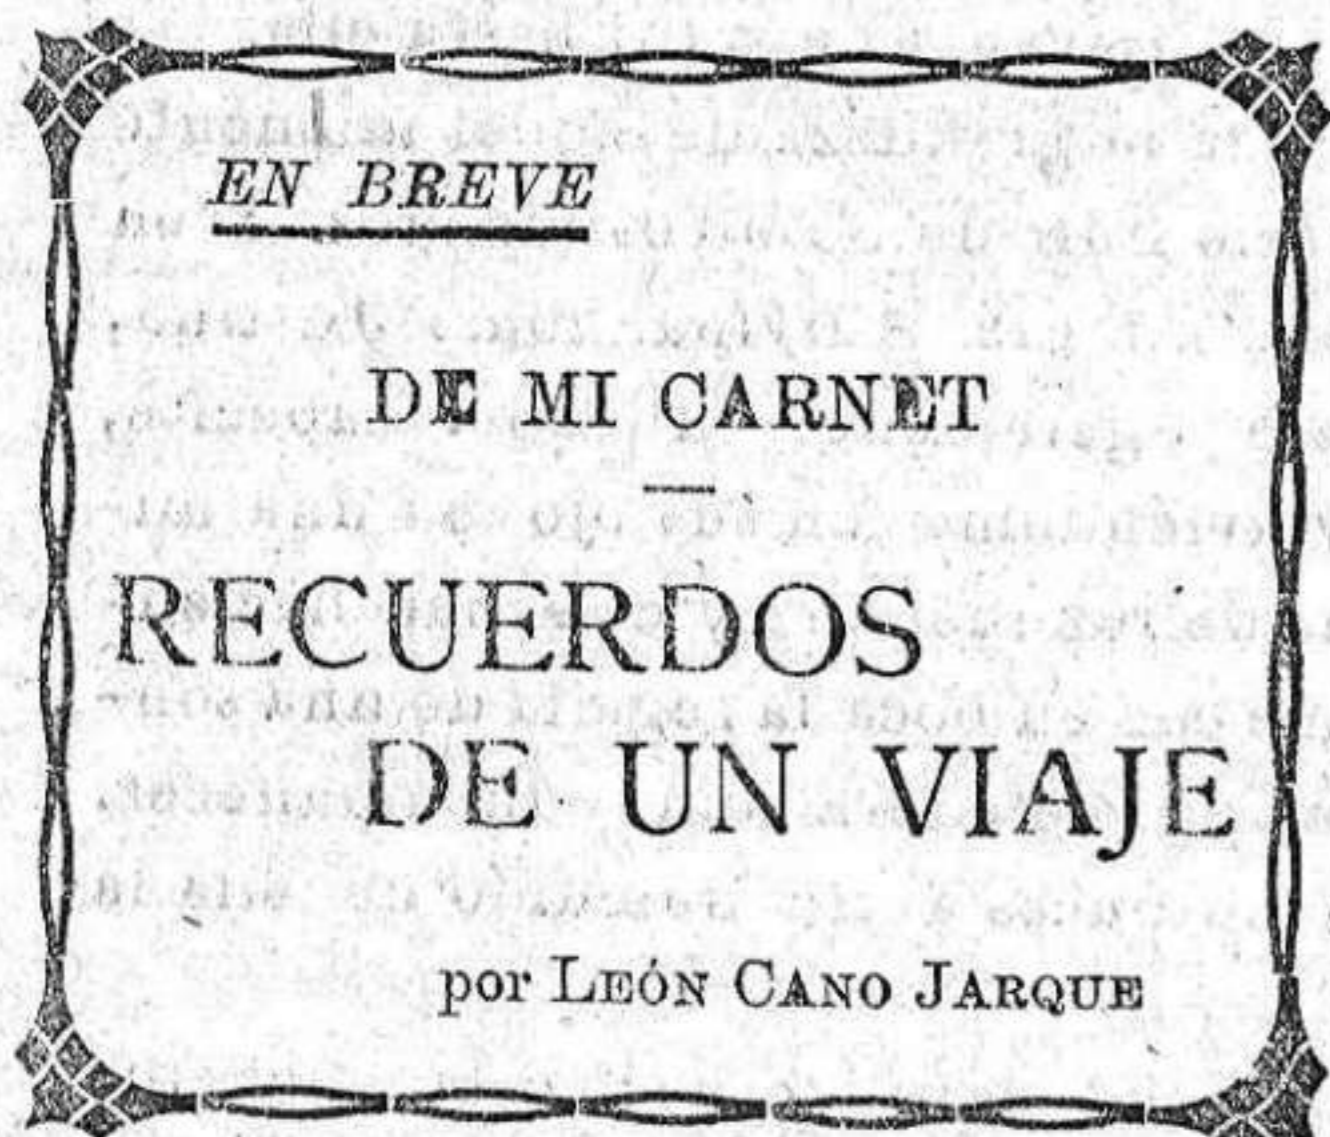 EN BREVE
DE MI CARNET
RECUERDOS
DE UN VIAJE
por LEÓN CANO JARQUE